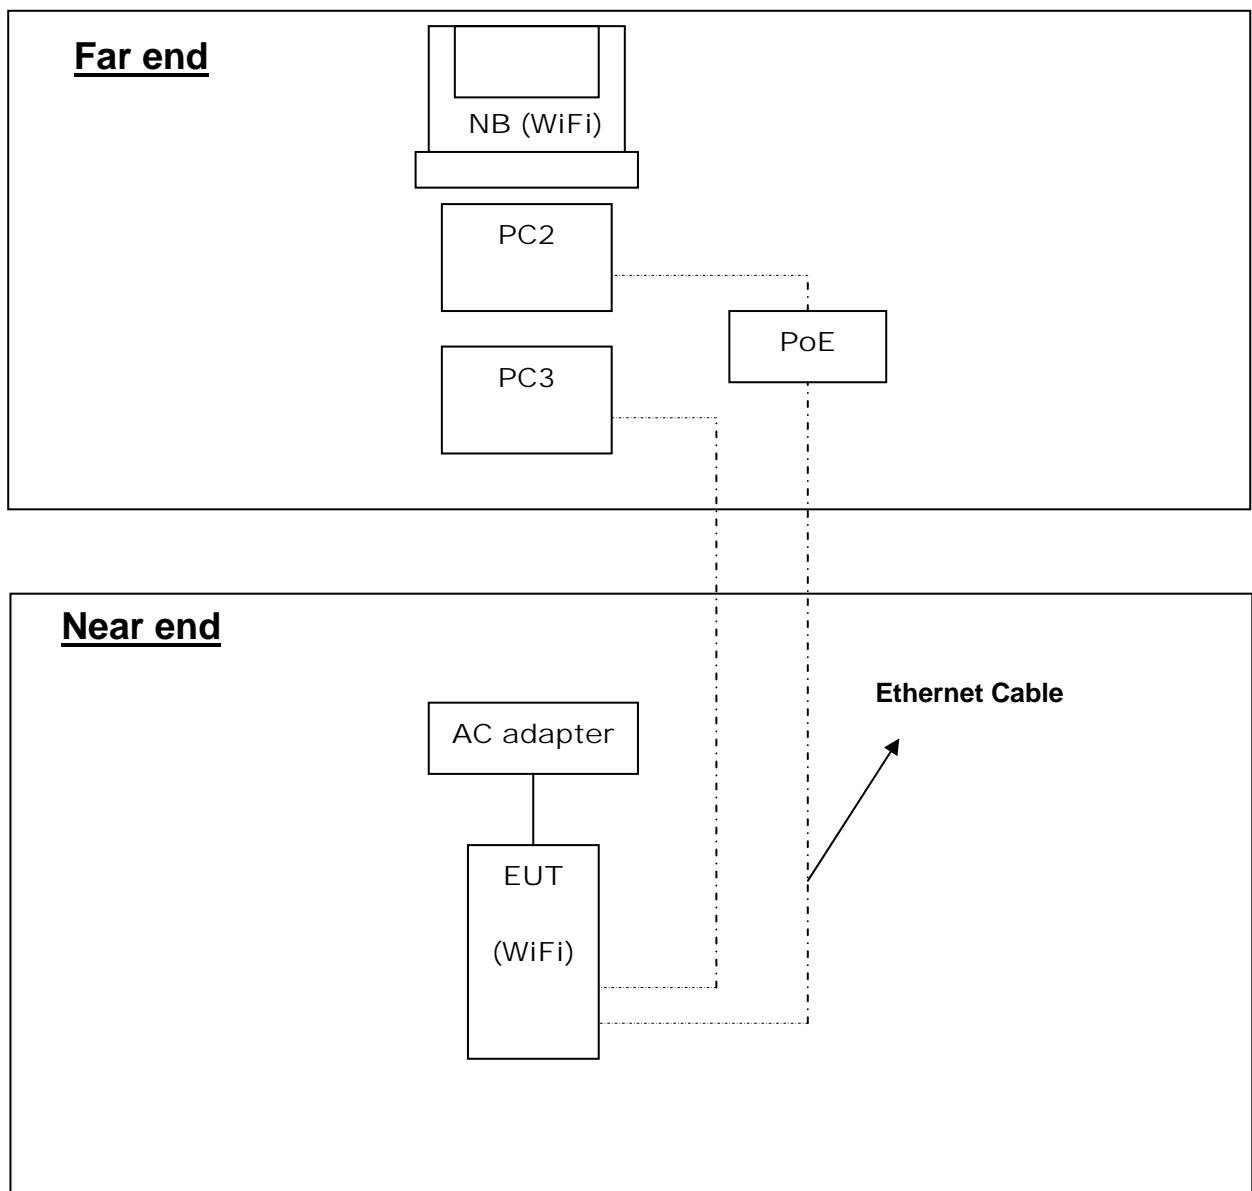 Far end
NB (WiFi)
PC2
PoE
PC3
Near end
Ethernet Cable
AC adapter
EUT
(WiFi)